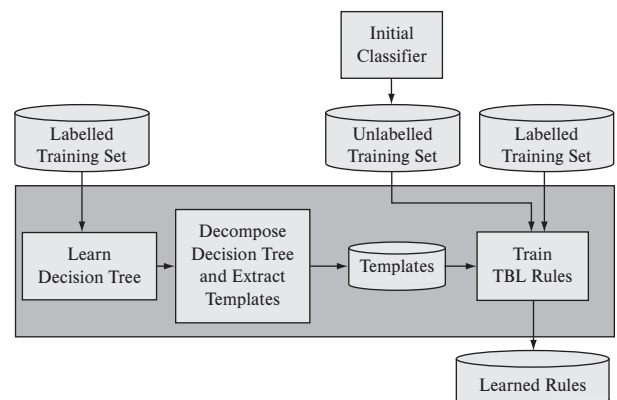 Initial
Classifier
Labelled
Training Set
Unlabelled
Training Set
Labelled
Training Set
Learn
Decision Tree
Decompose
Decision Tree
and Extract
Templates
Templates
Train
TBL Rules
Learned Rules